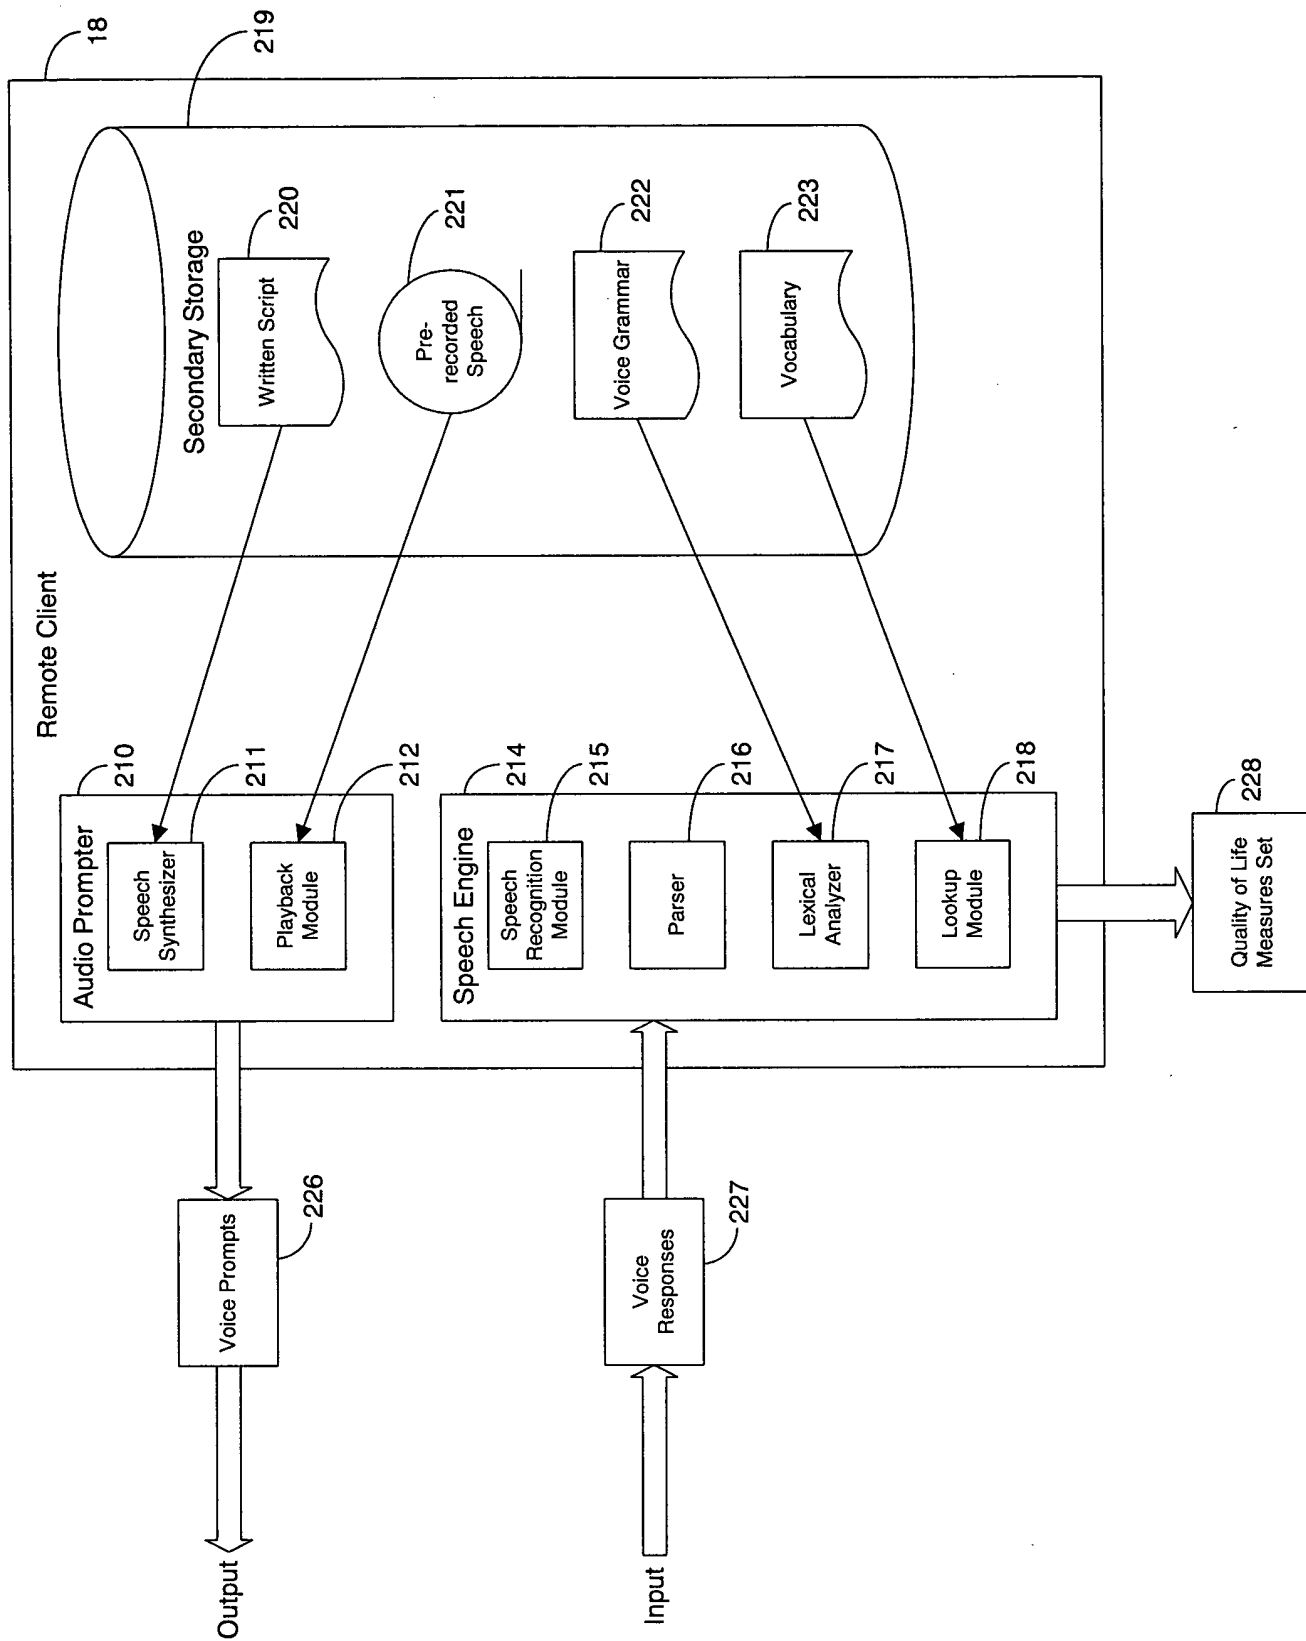 18
Remote Client
219
Secondary Storage
220
Written Script
221
Pre-
recorded
Speech
222
Voice Grammar
223
Vocabulary
210
Audio Prompter
211
Speech
Synthesizer
212
Playback
Module
214
Speech Engine
215
Speech
Recognition
Module
216
Parser
217
Lexical
Analyzer
218
Lookup
Module
228
Quality of Life
Measures Set
Voice Prompts
226
Output
Voice
Responses
227
Input